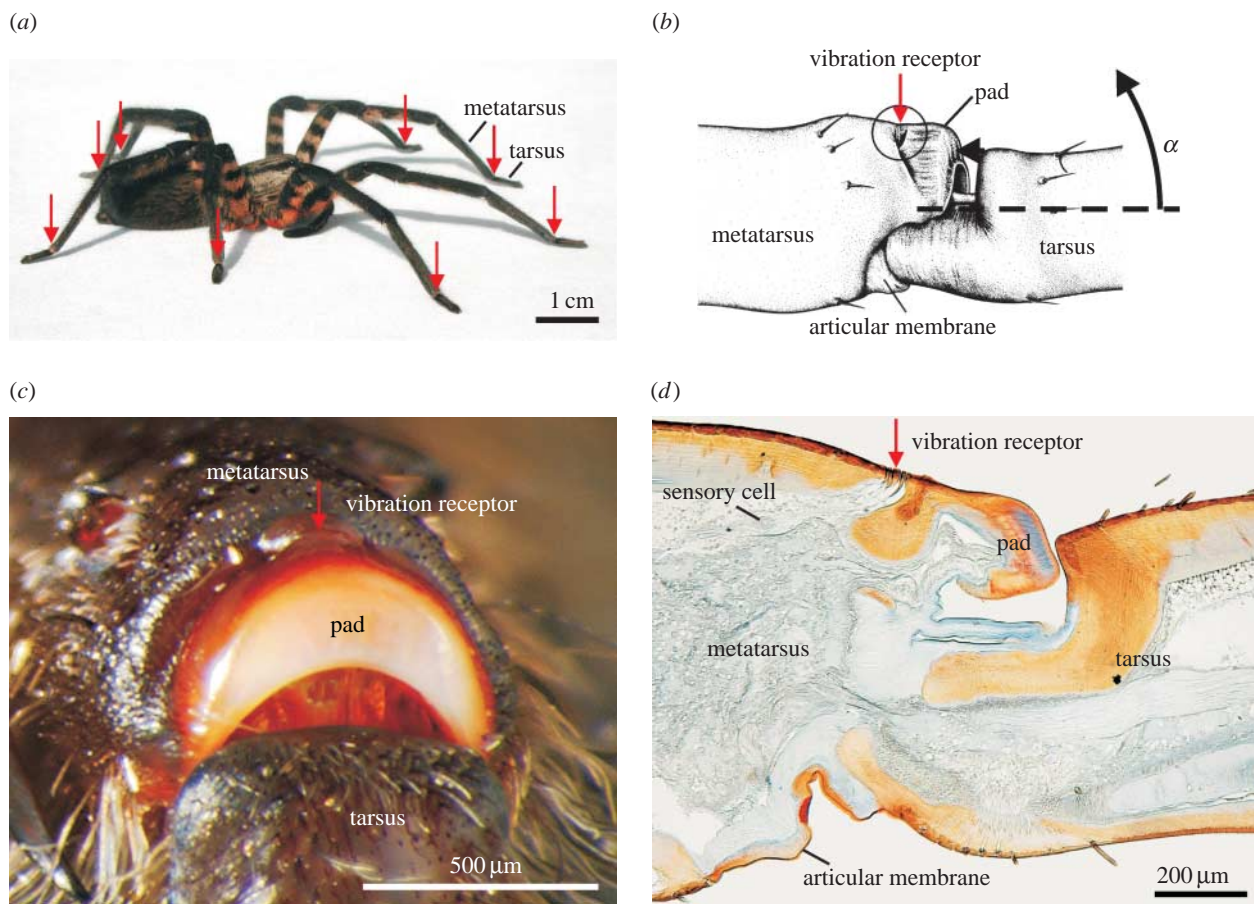 (a)
metatarsus
tarsus
1 cm
(b)
vibration receptor
pad
α
metatarsus
tarsus
articular membrane
(c)
metatarsus
vibration receptor
pad
tarsus
500 μm
(d)
vibration receptor
sensory cell
pad
metatarsus
tarsus
articular membrane
200 μm